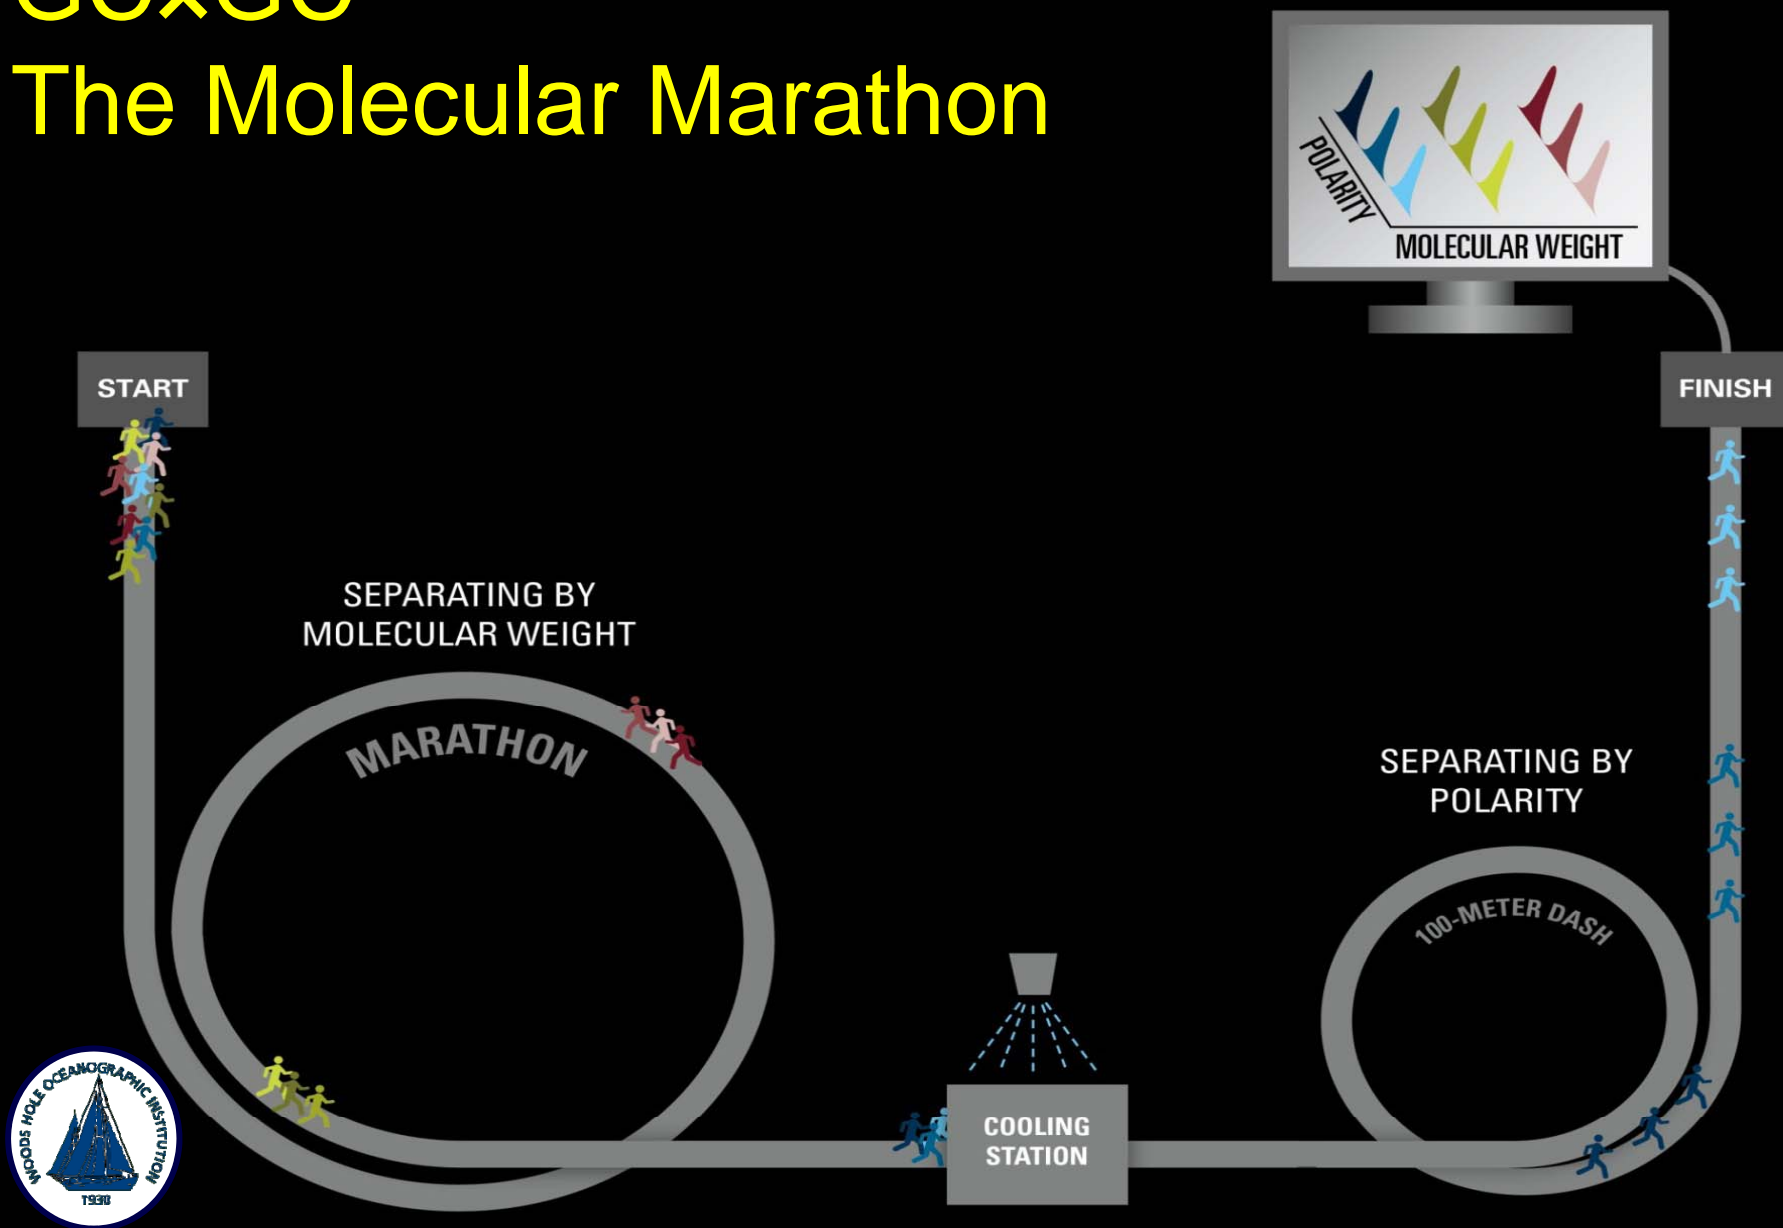 GCxGC
The Molecular Marathon
POLARITY
MOLECULAR WEIGHT
START
FINISH
SEPARATING BY
MOLECULAR WEIGHT
MARATHON
SEPARATING BY
POLARITY
100-METER DASH
COOLING
STATION
WOODS HOLE OCEANOGRAPHIC INSTITUTION
1930